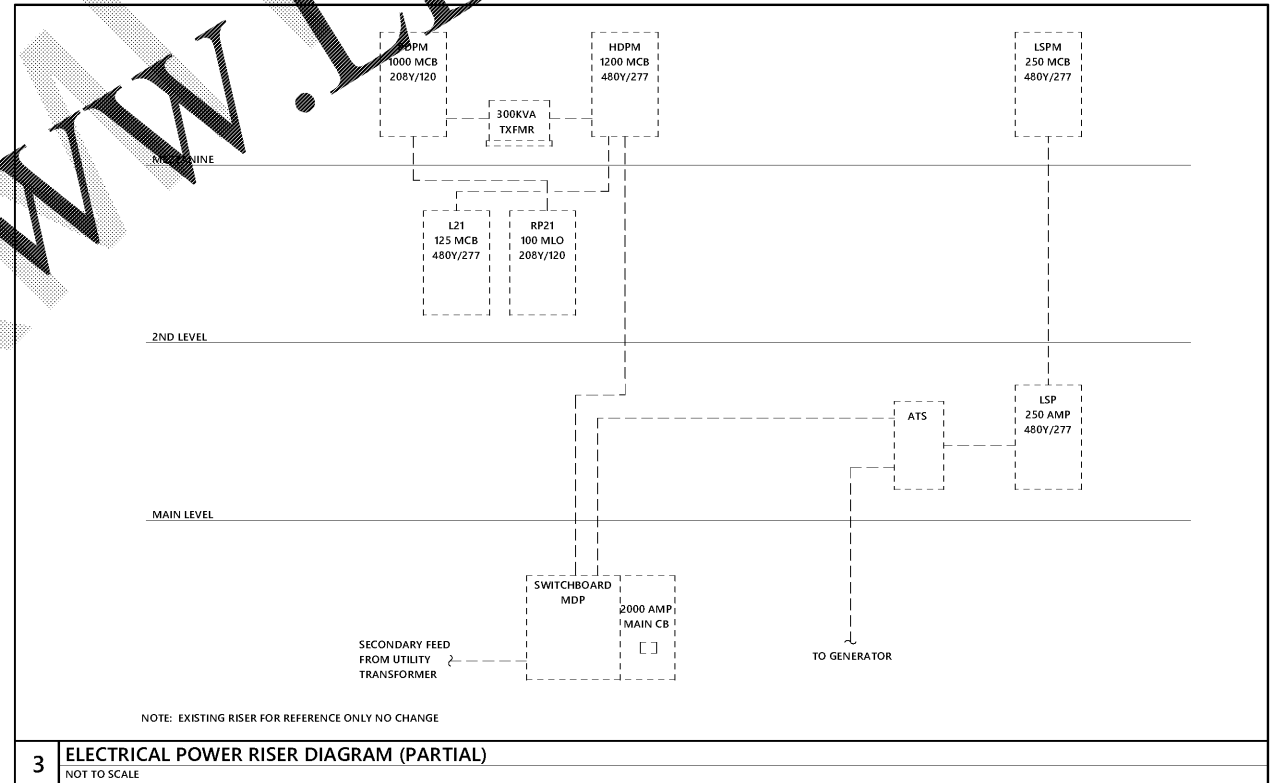 1000 MCB
208Y/120
HDPM
1200 MCB
480Y/277
LSPM
250 MCB
480Y/277
300KVA
TXFMR
L21
125 MCB
480Y/277
RP21
100 MLO
208Y/120
2ND LEVEL
ATS
LSP
250 AMP
480Y/277
MAIN LEVEL
SWITCHBOARD
MDP
2000 AMP
MAIN CB
SECONDARY FEED
FROM UTILITY
TRANSFORMER
TO GENERATOR
NOTE: EXISTING RISER FOR REFERENCE ONLY NO CHANGE
3
ELECTRICAL POWER RISER DIAGRAM (PARTIAL)
NOT TO SCALE